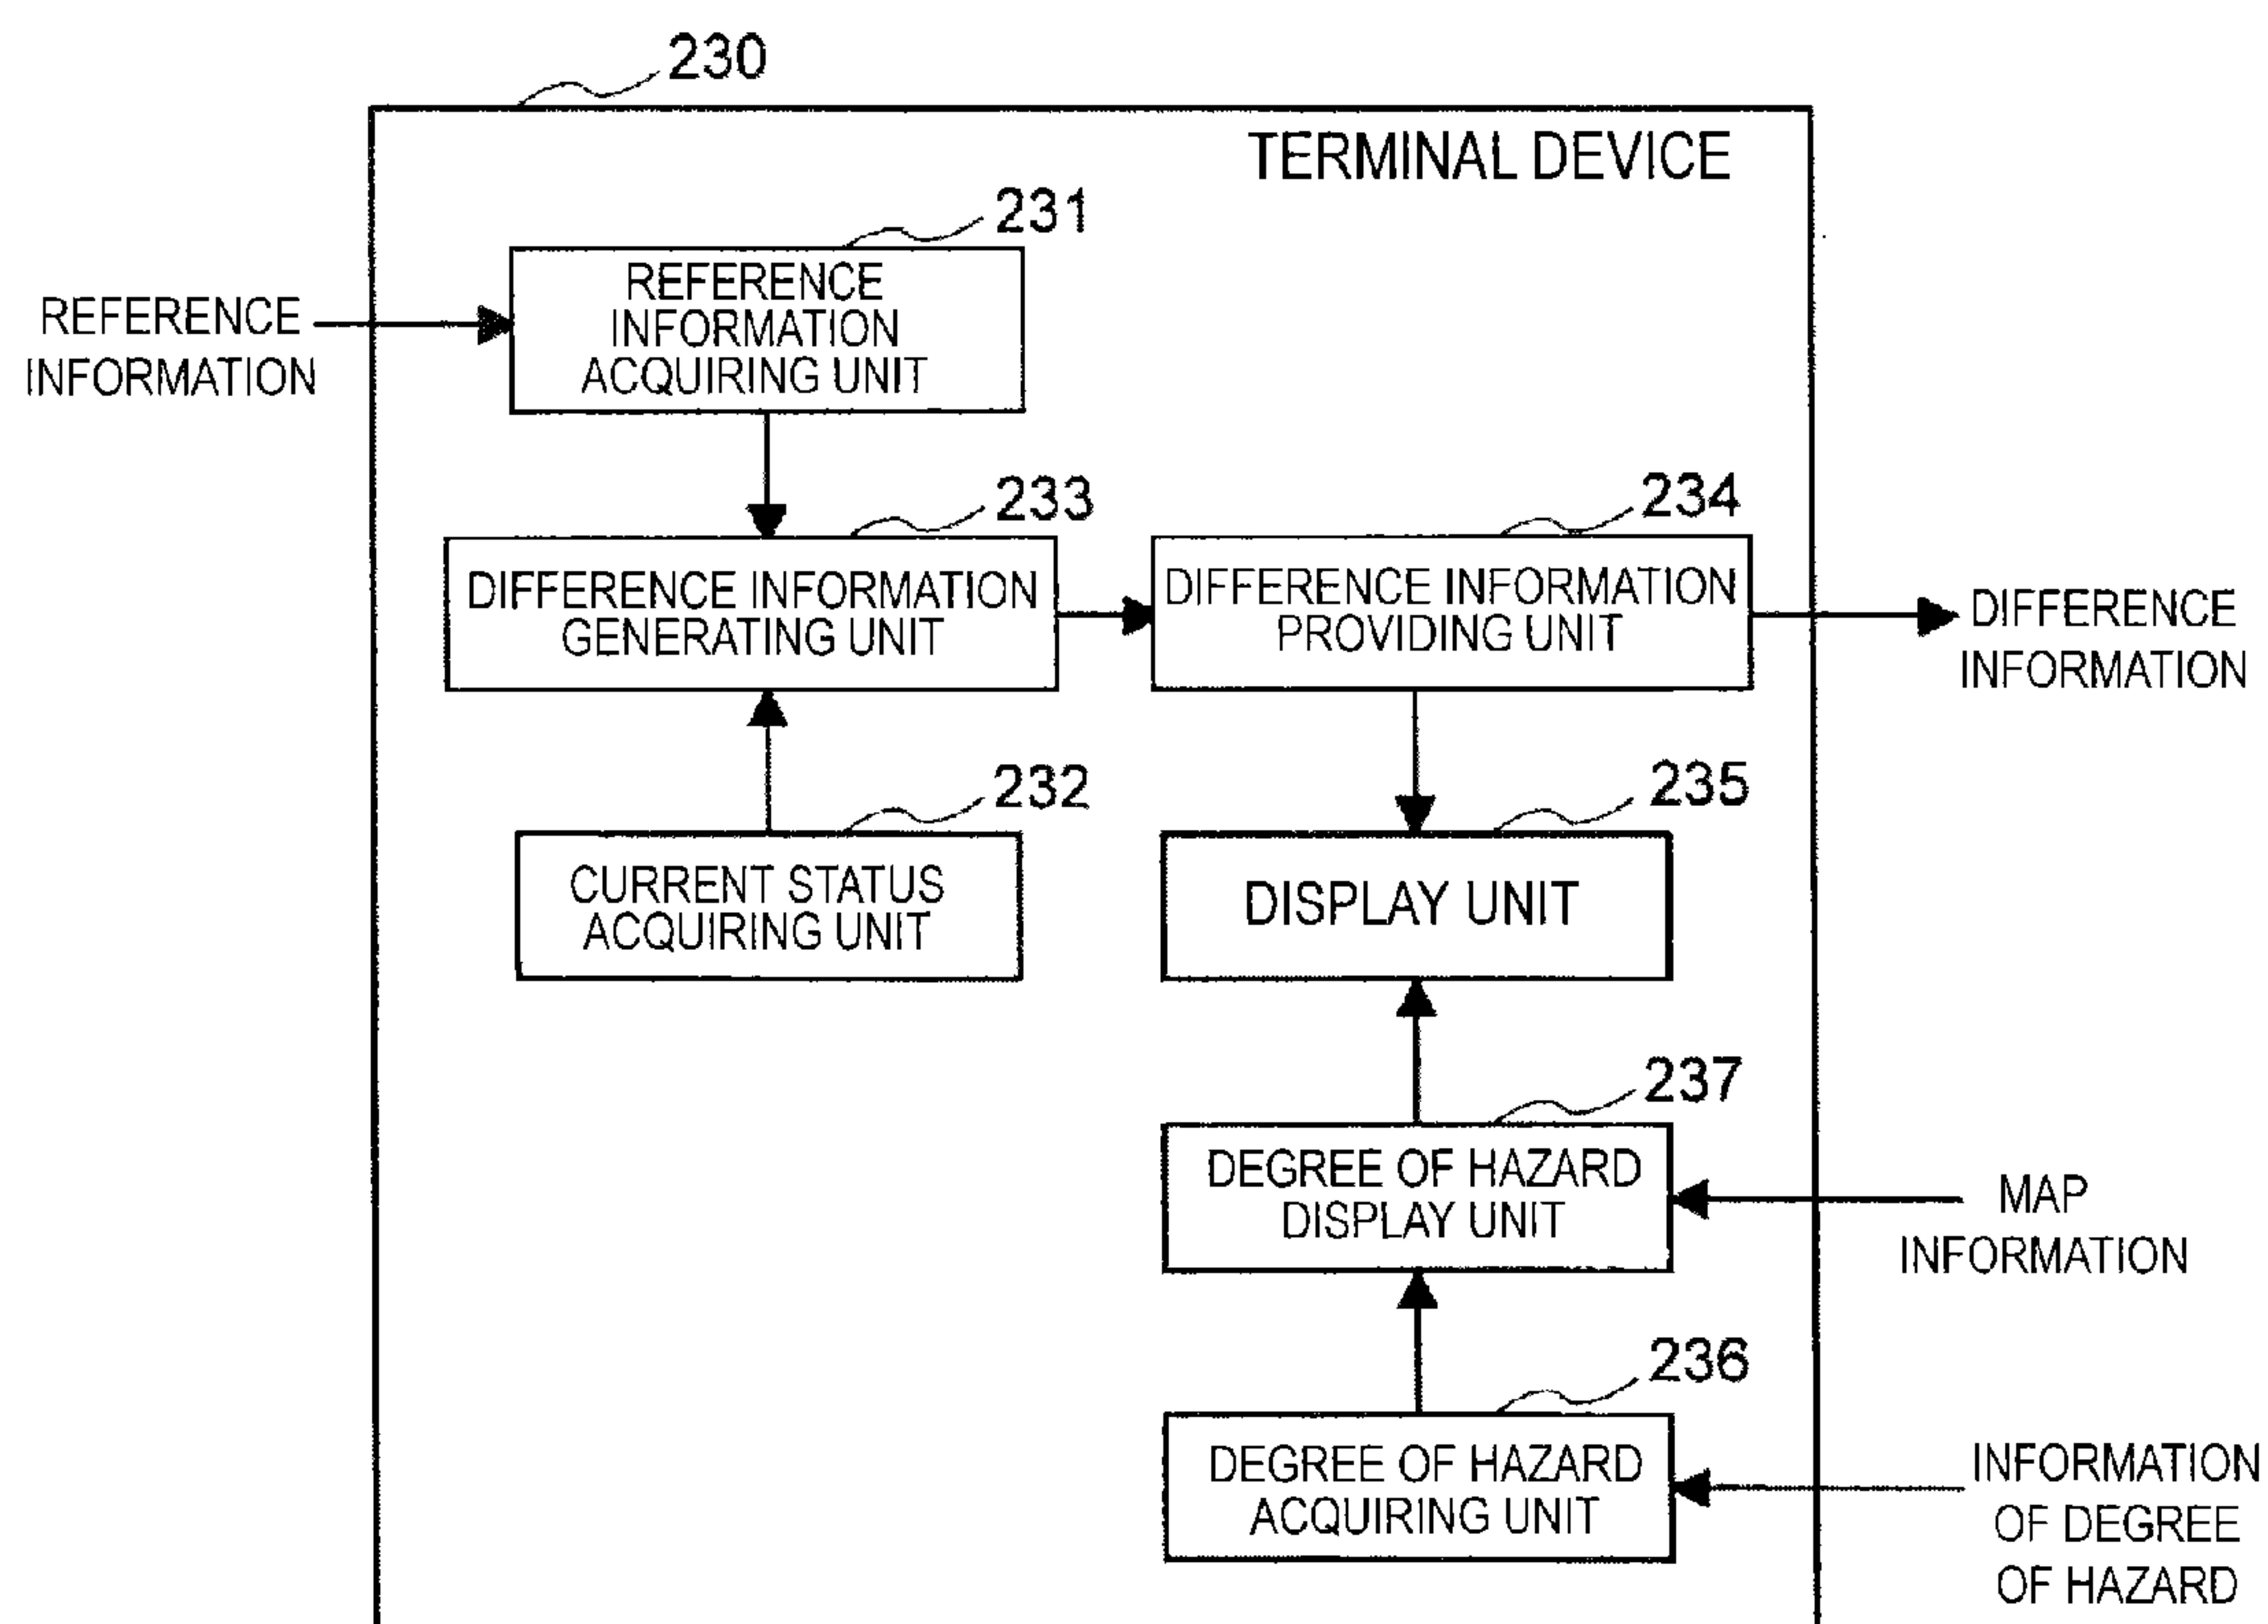 230
TERMINAL DEVICE
231
REFERENCE
INFORMATION
ACQUIRING UNIT
REFERENCE
INFORMATION
233
DIFFERENCE INFORMATION
GENERATING UNIT
234
DIFFERENCE INFORMATION
PROVIDING UNIT
DIFFERENCE
INFORMATION
232
CURRENT STATUS
ACQUIRING UNIT
235
DISPLAY UNIT
237
DEGREE OF HAZARD
DISPLAY UNIT
MAP
INFORMATION
236
DEGREE OF HAZARD
ACQUIRING UNIT
INFORMATION
OF DEGREE
OF HAZARD